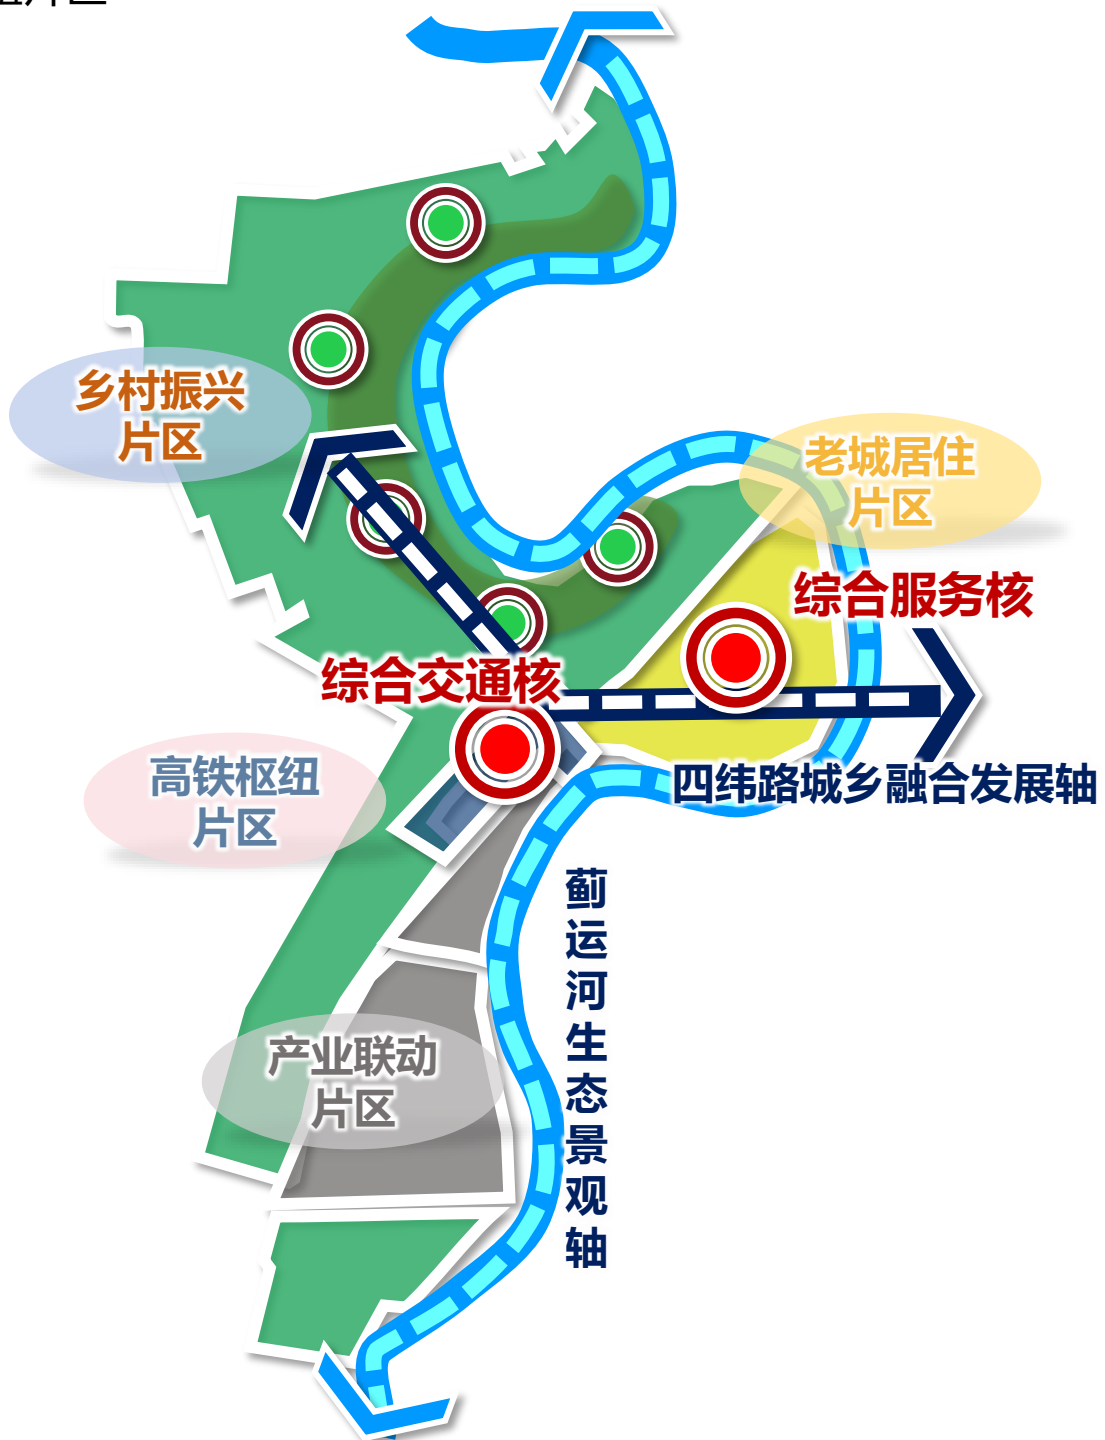 乡村振兴
片区
老城居住
片区
综合服务核
综合交通核
高铁枢纽
片区
四纬路城乡融合发展轴
蓟运河生态景观轴
产业联动
片区